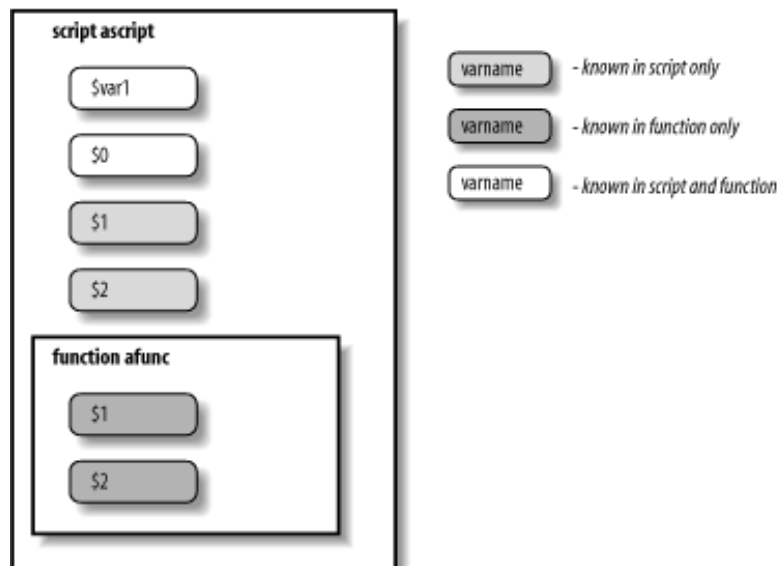 script ascript
$var1
$0
$1
$2
function afunc
$1
$2
varname - known in script only
varname - known in function only
varname - known in script and function